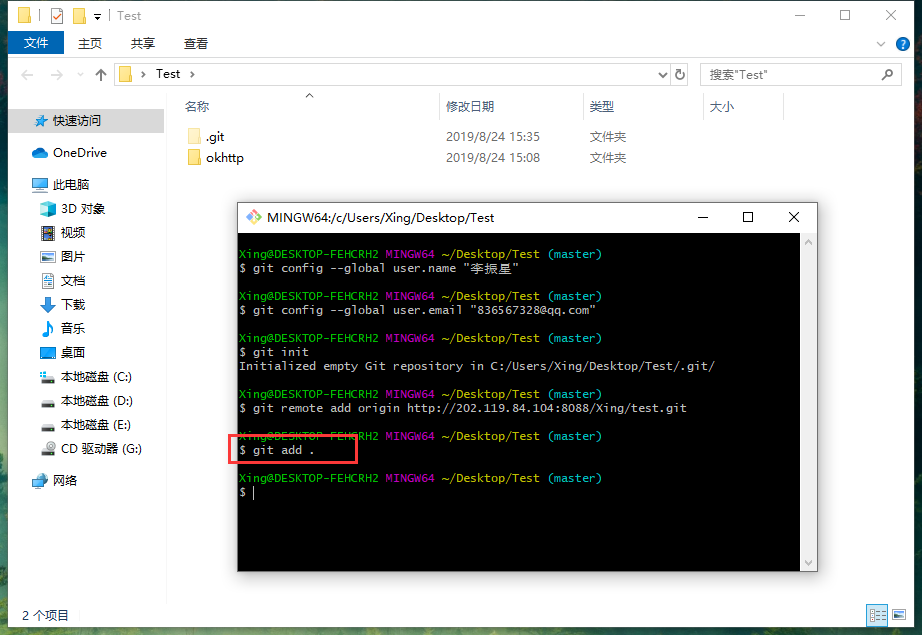 Test
文件 主页 共享 查看
Test
搜索"Test"
名称 修改日期 类型 大小
.git 2019/8/24 15:35 文件夹
okhttp 2019/8/24 15:08 文件夹
快速访问
OneDrive
此电脑
3D 对象
视频
图片
文档
下载
音乐
桌面
本地磁盘 (C:)
本地磁盘 (D:)
本地磁盘 (E:)
CD 驱动器 (G:)
网络
MINGW64:/c/Users/Xing/Desktop/Test
Xing@DESKTOP-FEHCRH2 MINGW64 ~/Desktop/Test (master)
$ git config --global user.name "李振星"
Xing@DESKTOP-FEHCRH2 MINGW64 ~/Desktop/Test (master)
$ git config --global user.email "836567328@qq.com"
Xing@DESKTOP-FEHCRH2 MINGW64 ~/Desktop/Test (master)
$ git init
Initialized empty Git repository in C:/Users/Xing/Desktop/Test/.git/
Xing@DESKTOP-FEHCRH2 MINGW64 ~/Desktop/Test (master)
$ git remote add origin http://202.119.84.104:8088/Xing/test.git
Xing@DESKTOP-FEHCRH2 MINGW64 ~/Desktop/Test (master)
$ git add .
Xing@DESKTOP-FEHCRH2 MINGW64 ~/Desktop/Test (master)
$
2 个项目